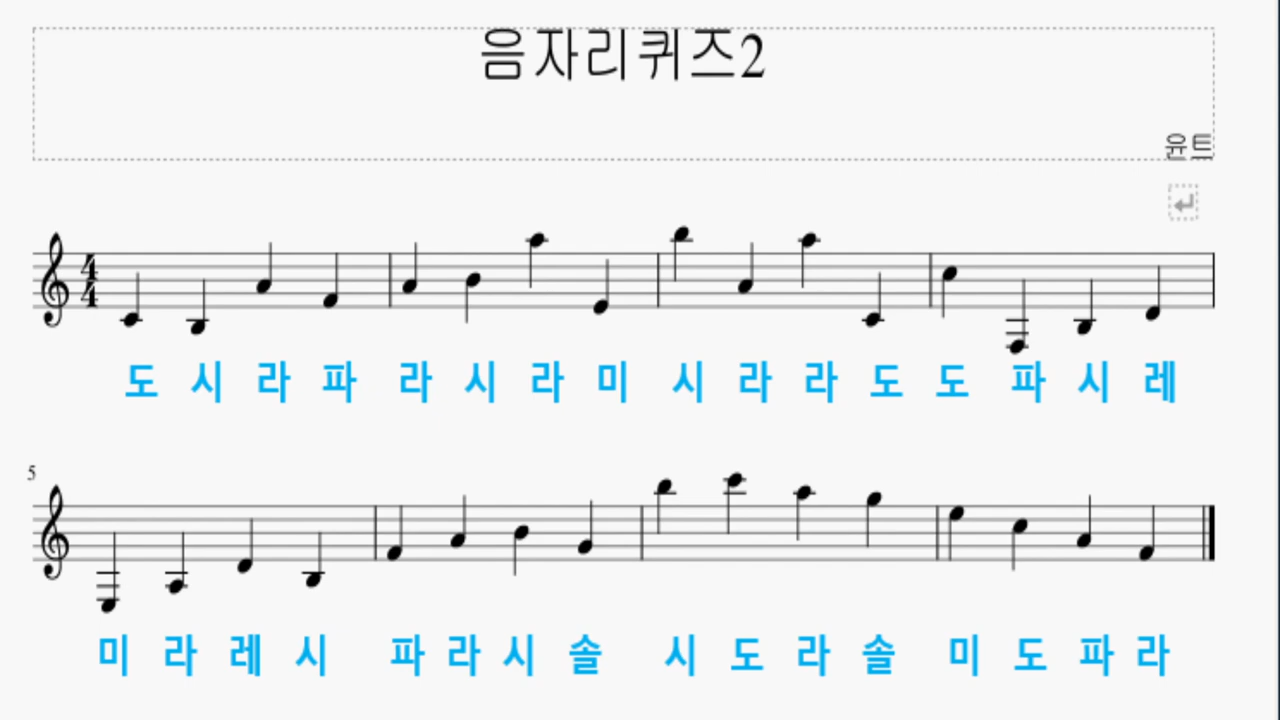 음자리퀴즈2
윤트
4
4
도 시 라 파 라 시 라 미 시 라 라 도 도 파 시 레
5
미 라 레 시 파 라 시 솔 시 도 라 솔 미 도 파 라